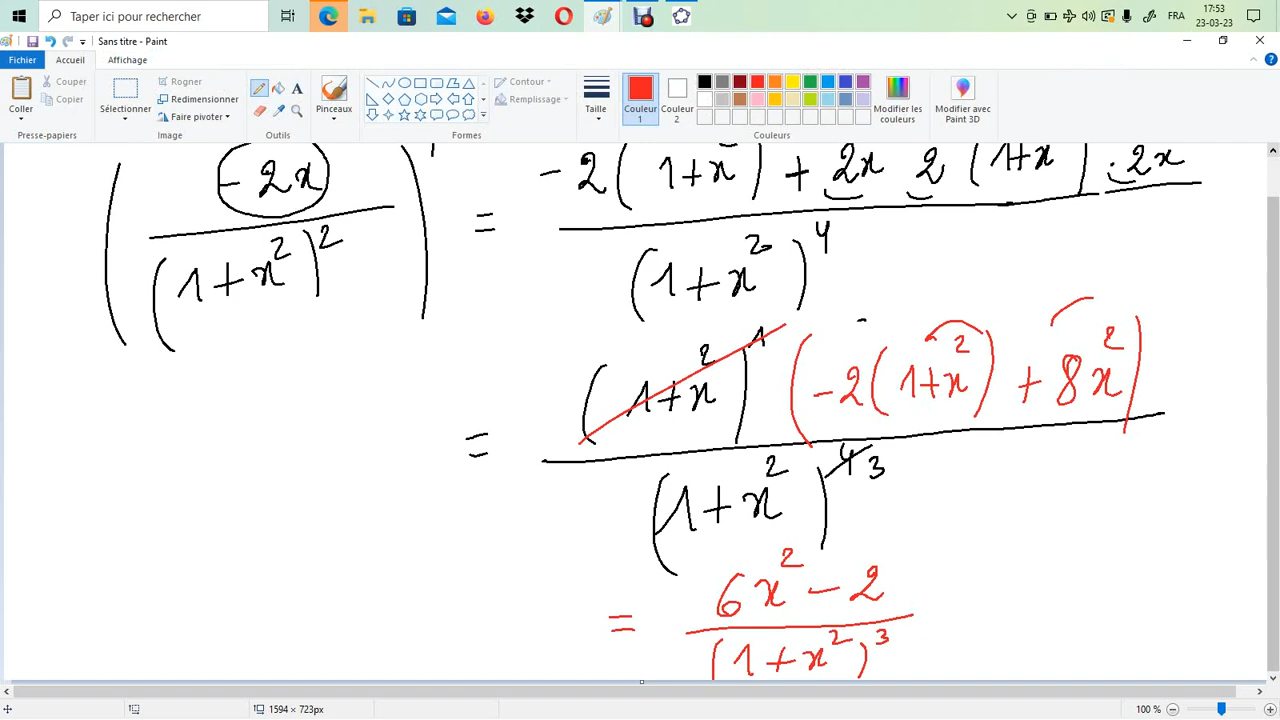 Taper ici pour rechercher
FRA
17:53
23-03-23
Sans titre - Paint
Fichier Accueil Affichage
Coller
Couper
Copier
Presse-papiers
Sélectionner
Rogner
Redimensionner
Faire pivoter
Image
A
Outils
Pinceaux
Contour
Remplissage
Formes
Taille
Couleur 1
Couleur 2
Modifier les couleurs
Couleurs
Modifier avec Paint 3D
( -2x / (1+x²)² )' = -2(1+x²) + 2x 2 (1+x ) · 2x / (1+x²)⁴
= (1+x²)¹ (-2(1+x²) + 8x²) / (1+x²)⁴ ³
= 6x² - 2 / (1+x²)³
1594 × 723px
100 %